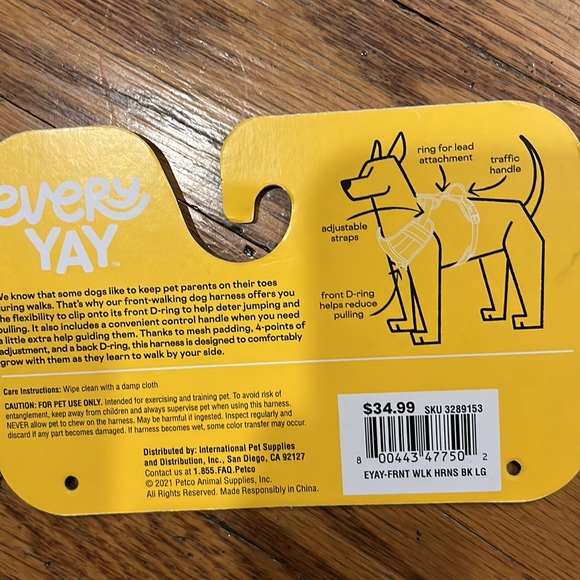 every
YAY™
ring for lead
attachment
traffic
handle
adjustable
straps
front D-ring
helps reduce
pulling
We know that some dogs like to keep pet parents on their toes
during walks. That's why our front-walking dog harness offers you
the flexibility to clip onto its front D-ring to help deter jumping and
pulling. It also includes a convenient control handle when you need
a little extra help guiding them. Thanks to mesh padding, 4-points of
adjustment, and a back D-ring, this harness is designed to comfortably
grow with them as they learn to walk by your side.
Care Instructions: Wipe clean with a damp cloth
CAUTION: FOR PET USE ONLY. Intended for exercising and training pet. To avoid risk of
entanglement, keep away from children and always supervise pet when using this harness.
NEVER allow pet to chew on the harness. May be harmful if ingested. Inspect regularly and
discard if any part becomes damaged. If harness becomes wet, some color transfer may occur.
Distributed by: International Pet Supplies
and Distribution, Inc., San Diego, CA 92127
Contact us at 1.855.FAQ.Petco
© 2021 Petco Animal Supplies, Inc.
All Rights Reserved. Made Responsibly in China.
$34.99 SKU 3289153
8 00443 47750 2
EYAY-FRNT WLK HRNS BK LG